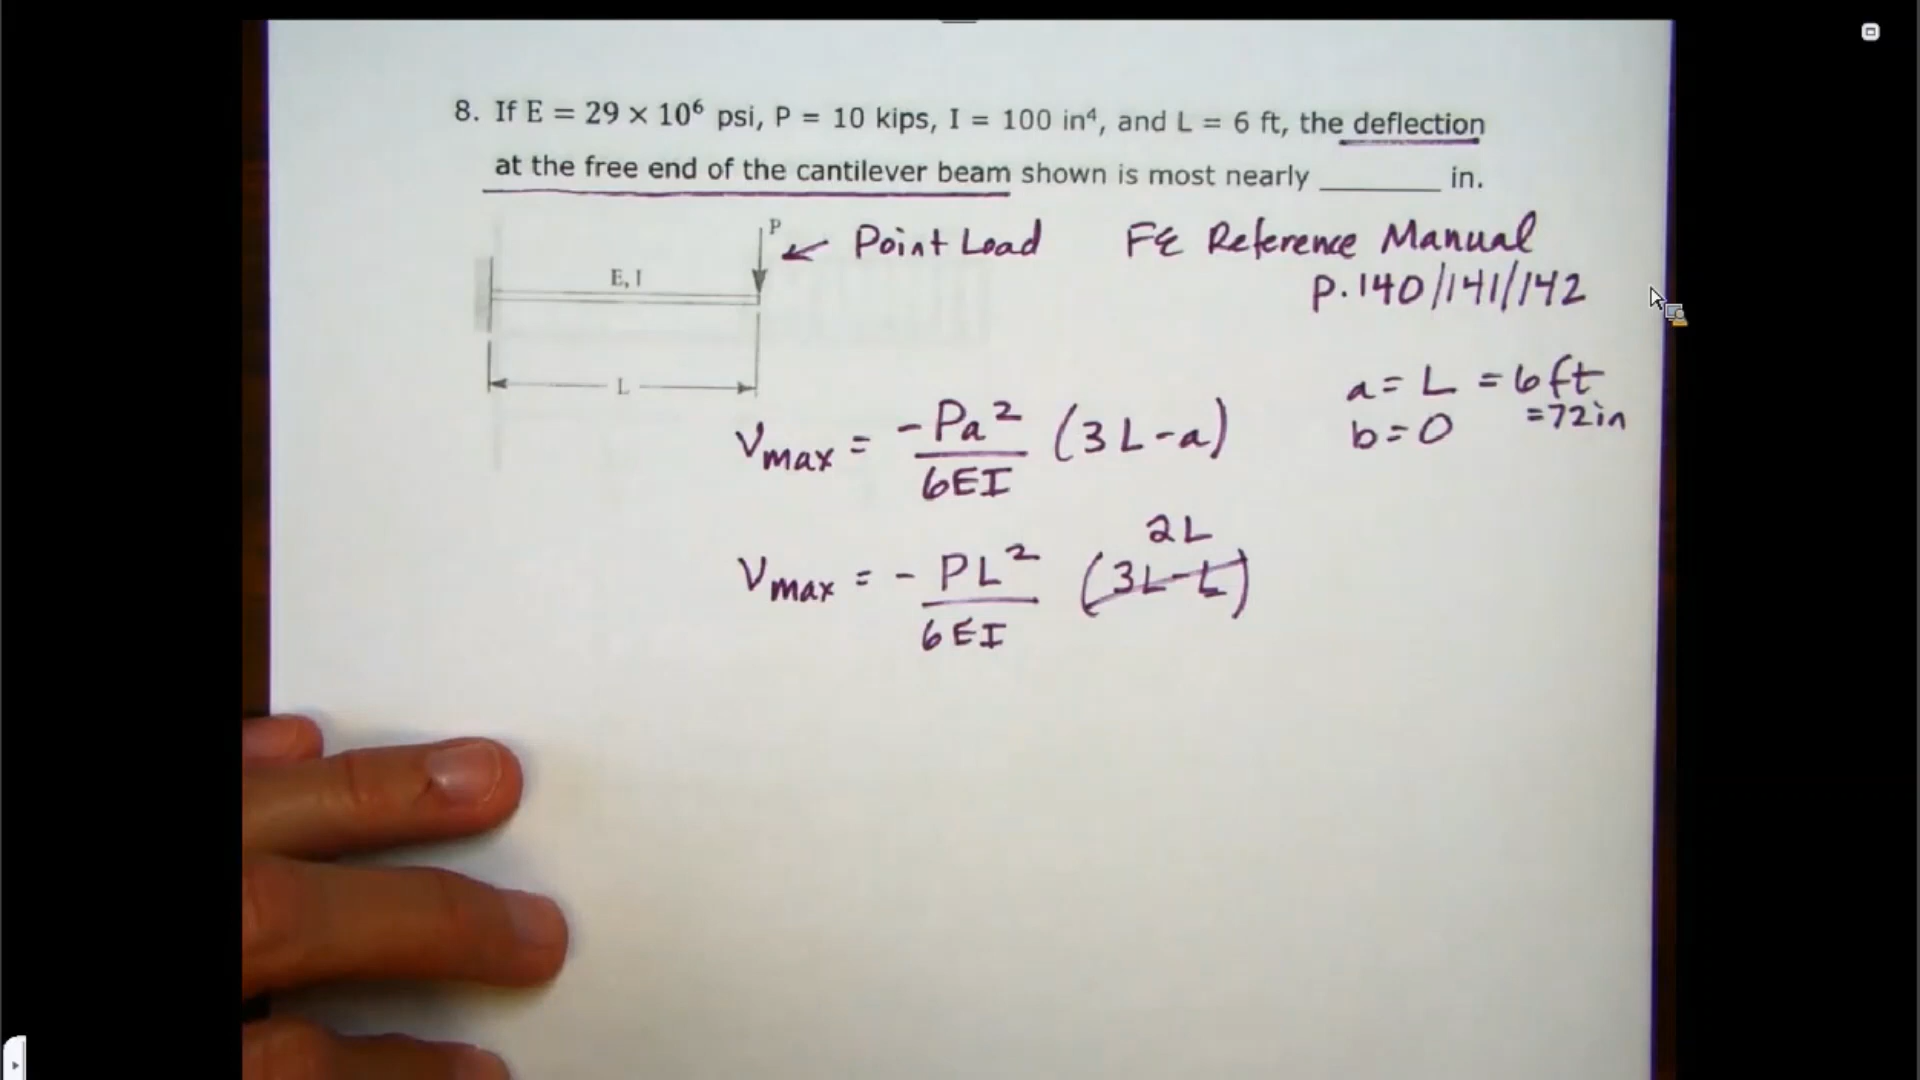 8. If E = 29 × 10⁶ psi, P = 10 kips, I = 100 in⁴, and L = 6 ft, the deflection
at the free end of the cantilever beam shown is most nearly ________ in.
P
Point Load
FE Reference Manual
p.140/141/142
E, I
L
a = L = 6ft
= 72in
b = 0
Vmax = -Pa²/6EI (3L-a)
2L
Vmax = - PL²/6EI (3L-L)